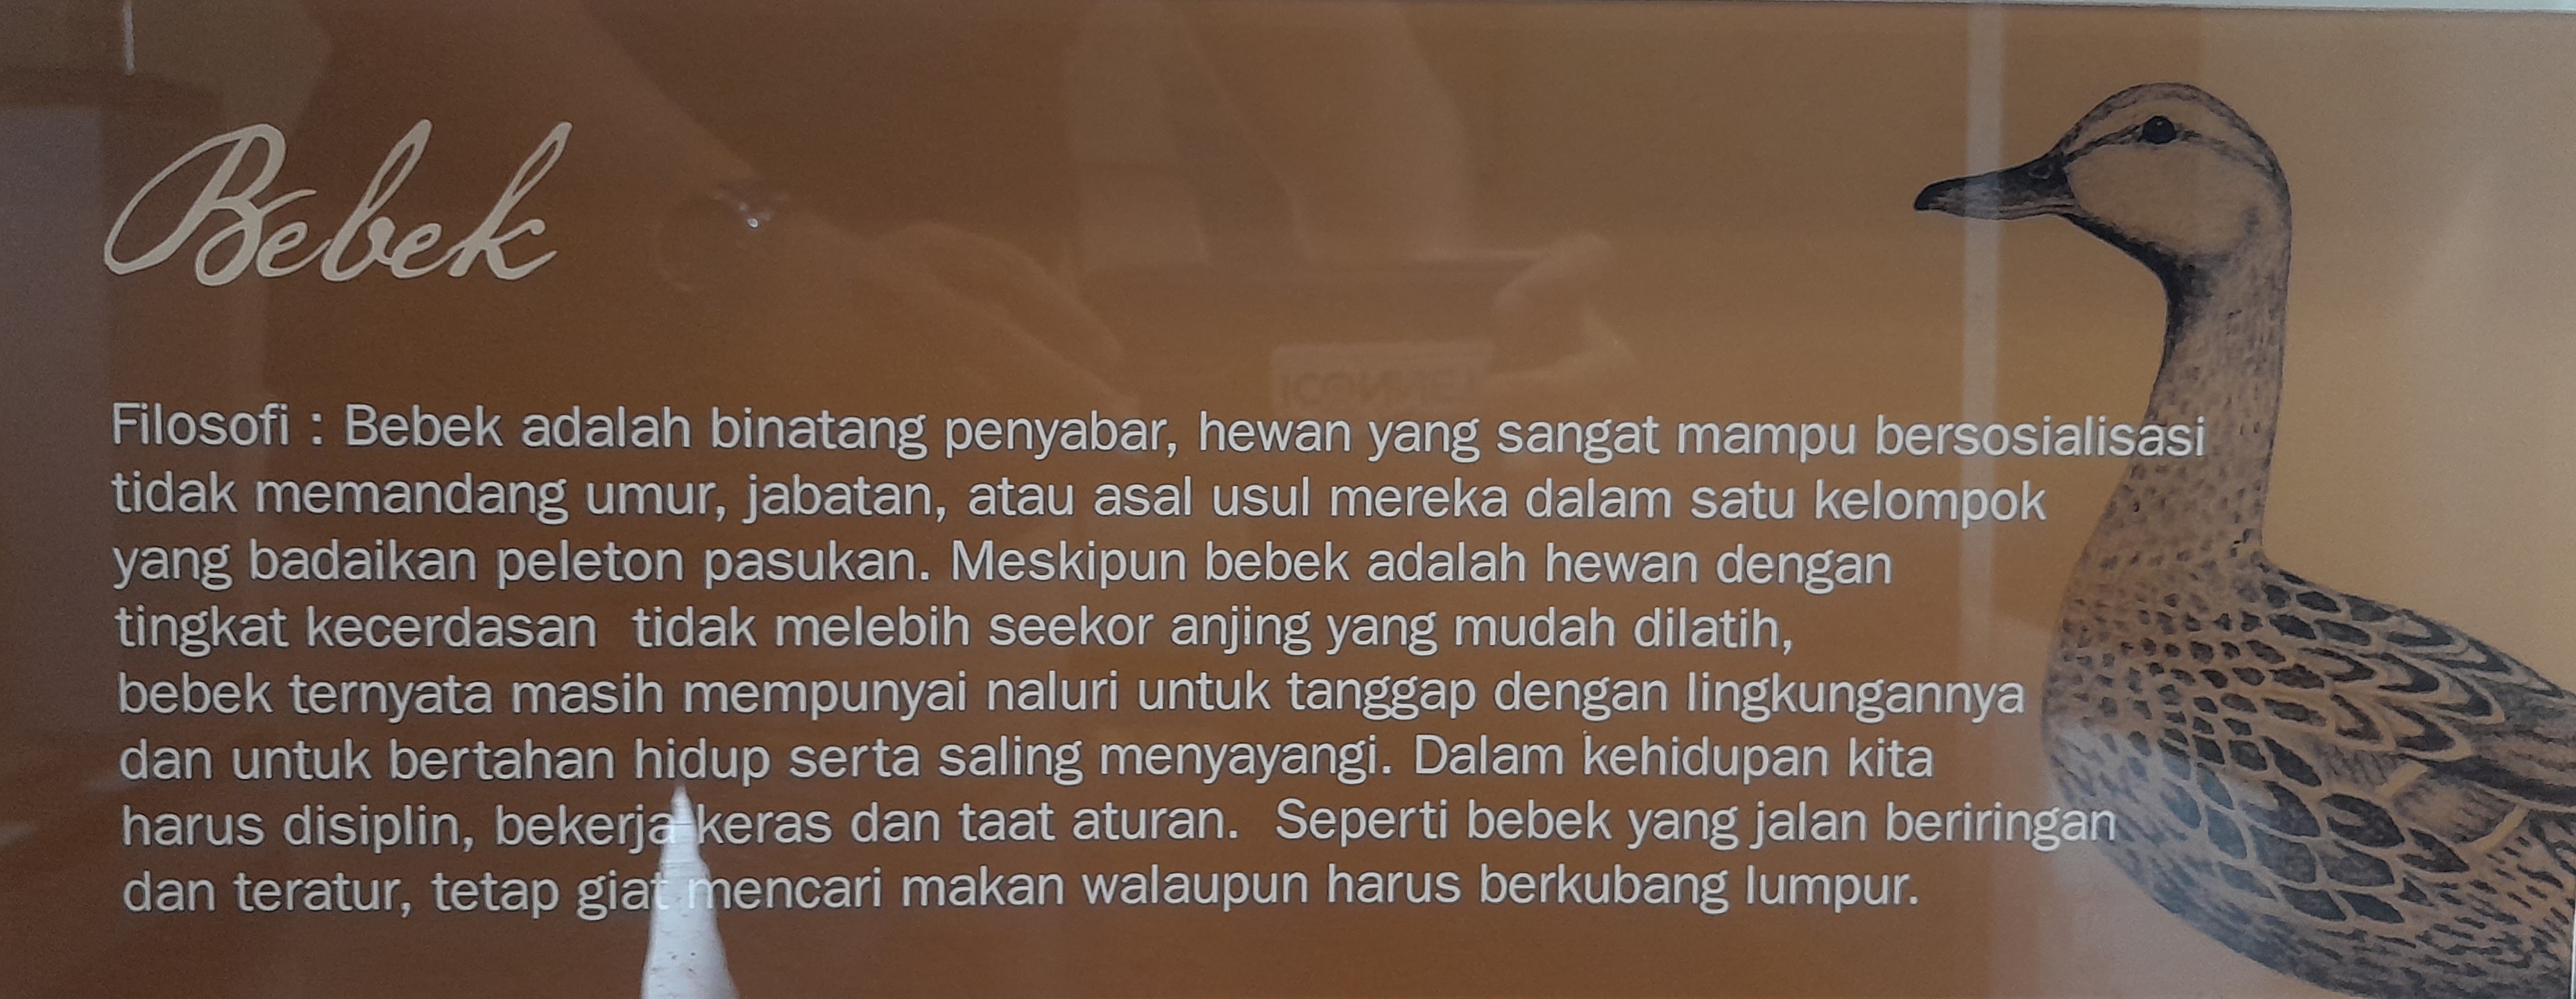 Bebek
Filosofi : Bebek adalah binatang penyabar, hewan yang sangat mampu bersosialisasi
tidak memandang umur, jabatan, atau asal usul mereka dalam satu kelompok
yang badaikan peleton pasukan. Meskipun bebek adalah hewan dengan
tingkat kecerdasan tidak melebih seekor anjing yang mudah dilatih,
bebek ternyata masih mempunyai naluri untuk tanggap dengan lingkungannya
dan untuk bertahan hidup serta saling menyayangi. Dalam kehidupan kita
harus disiplin, bekerja keras dan taat aturan. Seperti bebek yang jalan beriringan
dan teratur, tetap giat mencari makan walaupun harus berkubang lumpur.